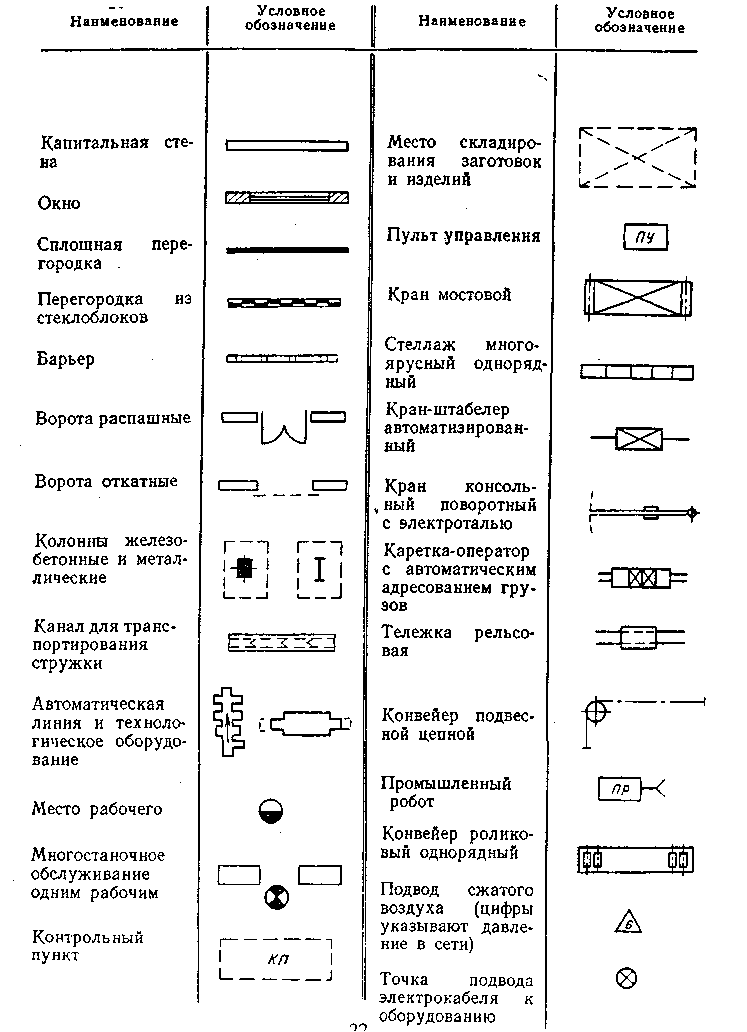 Наименование
Условное
обозначение
Наименование
Условное
обозначение
Капитальная сте-
на
Окно
Сплошная пере-
городка
Перегородка из
стеклоблоков
Барьер
Ворота распашные
Ворота откатные
Колонны железо-
бетонные и метал-
лические
Канал для транс-
портирования
стружки
Автоматическая
линия и техноло-
гическое оборудо-
вание
Место рабочего
Многостаночное
обслуживание
одним рабочим
Контрольный
пункт
КП
Место складиро-
вания заготовок
и изделий
Пульт управления
ПУ
Кран мостовой
Стеллаж много-
ярусный одноряд-
ный
Кран-штабелер
автоматизирован-
ный
Кран консоль-
ный поворотный
с электроталью
Каретка-оператор
с автоматическим
адресованием гру-
зов
Тележка рельсо-
вая
Конвейер подвес-
ной цепной
Промышленный
робот
ПР
Конвейер ролико-
вый однорядный
Подвод сжатого
воздуха (цифры
указывают давле-
ние в сети)
6
Точка подвода
электрокабеля к
оборудованию